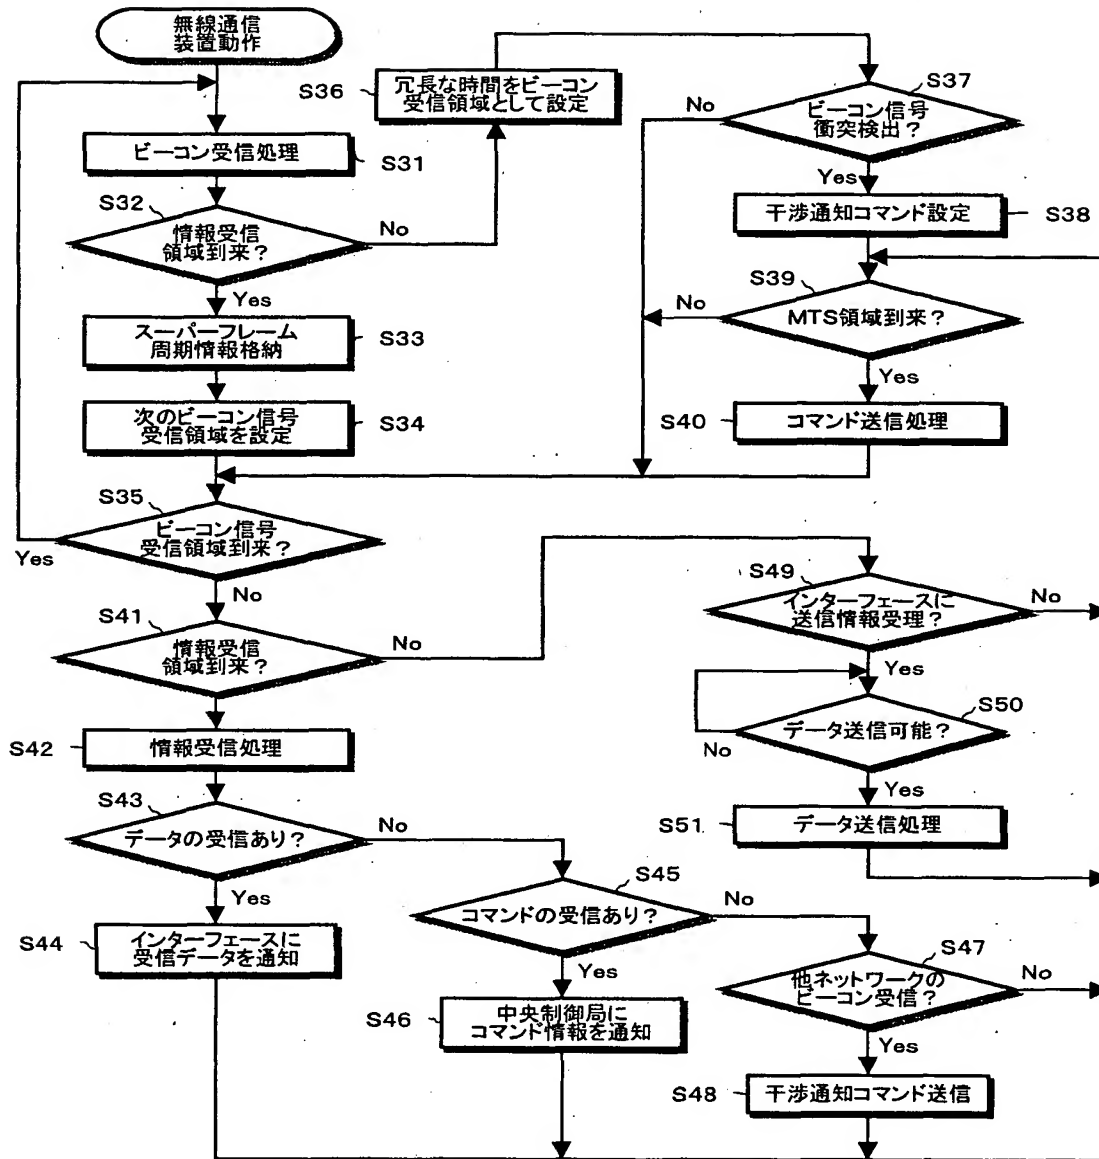 無線通信
装置動作
ビーコン受信処理
S31
S32
情報受信
領域到来?
No
Yes
スーパーフレーム
周期情報格納
S33
次のビーコン信号
受信領域を設定
S34
S35
ビーコン信号
受信領域到来?
Yes
No
S36
冗長な時間をビーコン
受信領域として設定
S37
ビーコン信号
衝突検出?
No
Yes
干渉通知コマンド設定
S38
S39
MTS領域到来?
No
Yes
S40
コマンド送信処理
S41
情報受信
領域到来?
No
S42
情報受信処理
S43
データの受信あり?
No
Yes
S44
インターフェースに
受信データを通知
S45
コマンドの受信あり?
No
Yes
S46
中央制御局に
コマンド情報を通知
S47
他ネットワークの
ビーコン受信?
No
Yes
S48
干渉通知コマンド送信
S49
インターフェースに
送信情報受理?
No
Yes
S50
データ送信可能?
No
Yes
S51
データ送信処理